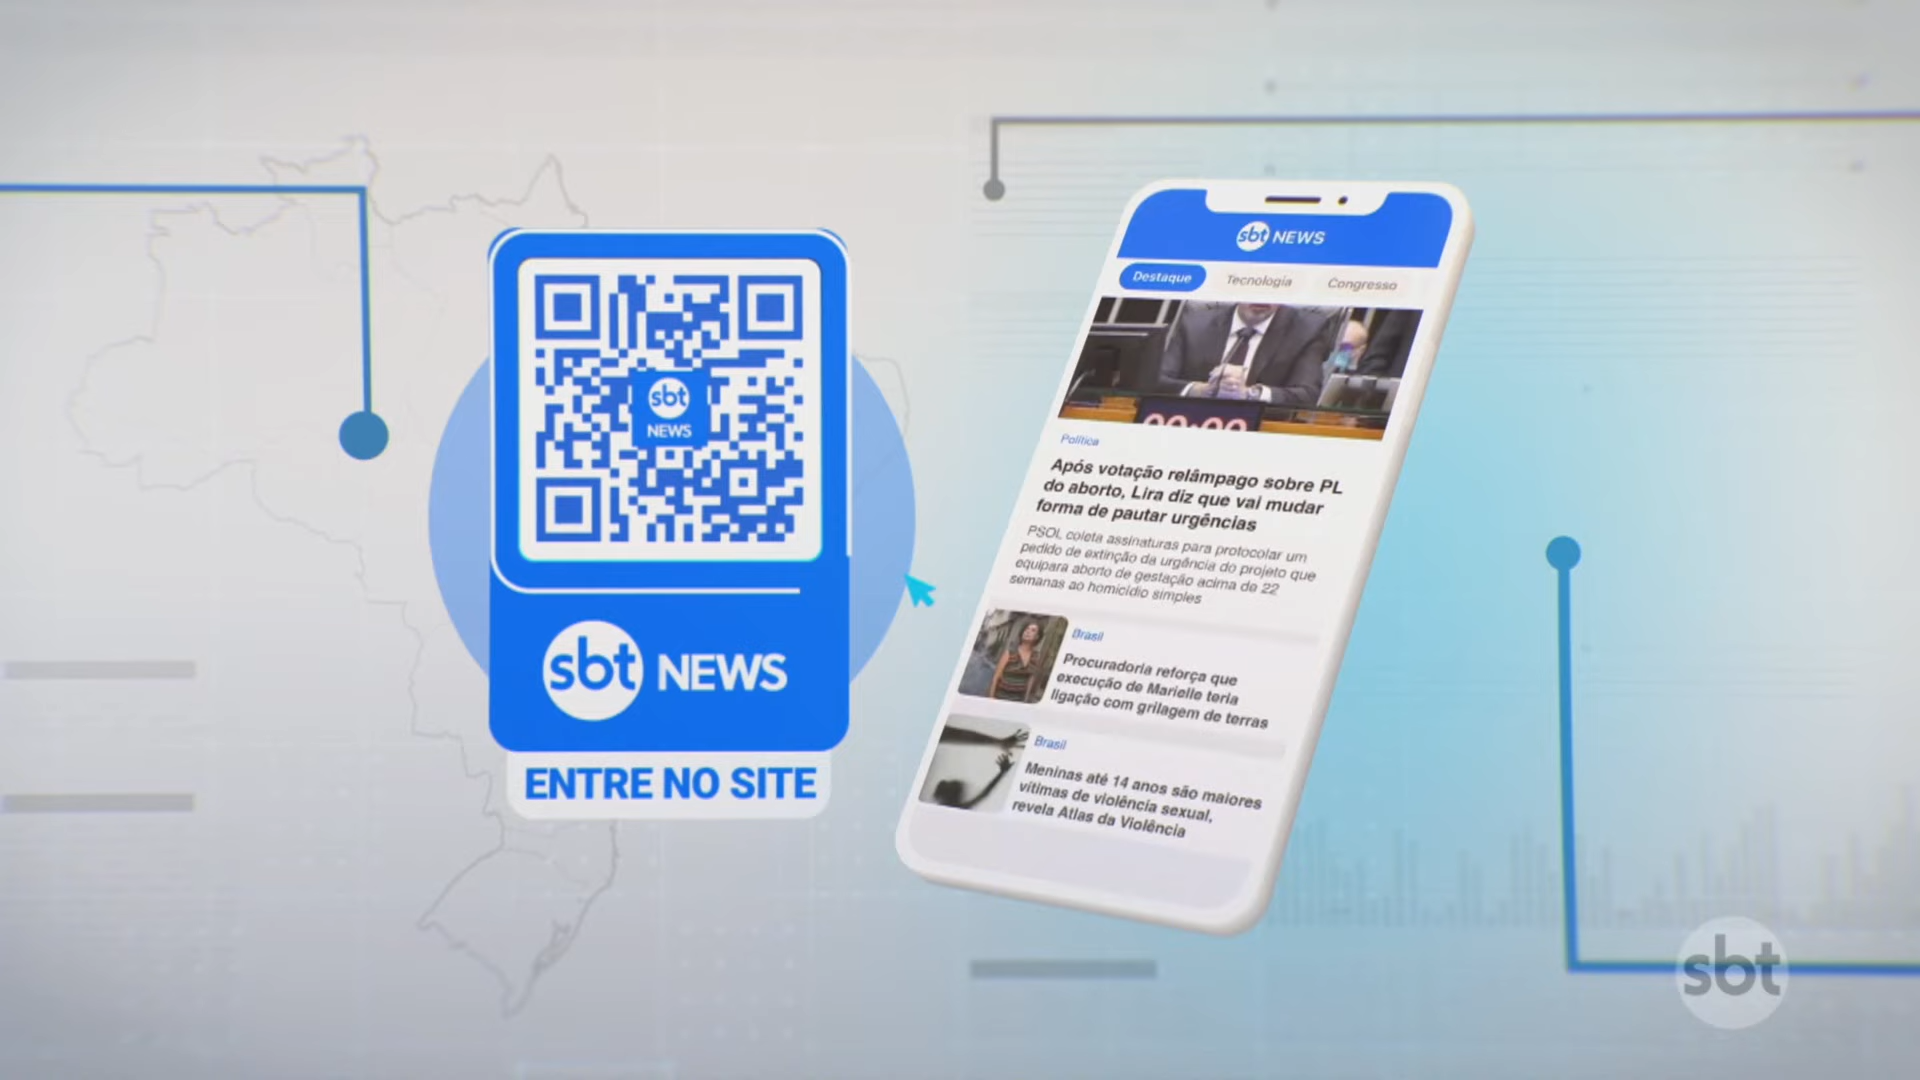 sbt
NEWS
sbt NEWS
ENTRE NO SITE
sbt NEWS
Destaque Tecnologia Congresso
00:00
Política
Após votação relâmpago sobre PL
do aborto, Lira diz que vai mudar
forma de pautar urgências
PSOL coleta assinaturas para protocolar um
pedido de extinção da urgência do projeto que
equipara aborto de gestação acima de 22
semanas ao homicídio simples
Brasil
Procuradoria reforça que
execução de Marielle teria
ligação com grilagem de terras
Brasil
Meninas até 14 anos são maiores
vítimas de violência sexual,
revela Atlas da Violência
sbt